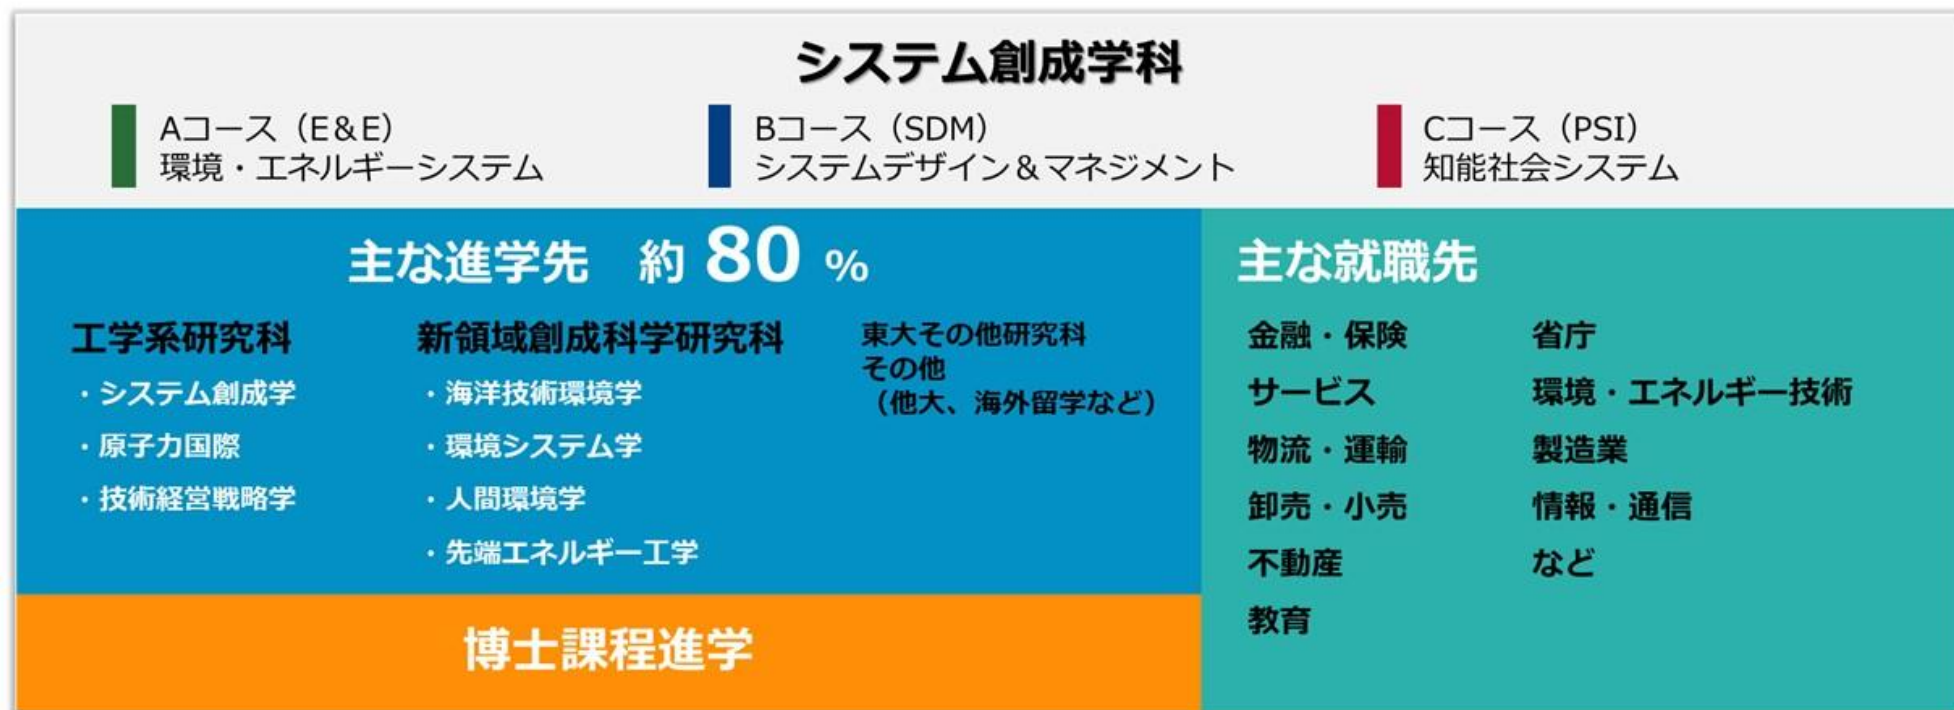 システム創成学科
Aコース（E＆E）
環境・エネルギーシステム
Bコース（SDM）
システムデザイン＆マネジメント
Cコース（PSI）
知能社会システム
主な進学先　約 80 %
工学系研究科
・システム創成学
・原子力国際
・技術経営戦略学
新領域創成科学研究科
・海洋技術環境学
・環境システム学
・人間環境学
・先端エネルギー工学
東大その他研究科
その他
（他大、海外留学など）
博士課程進学
主な就職先
金融・保険
サービス
物流・運輸
卸売・小売
不動産
教育
省庁
環境・エネルギー技術
製造業
情報・通信
など